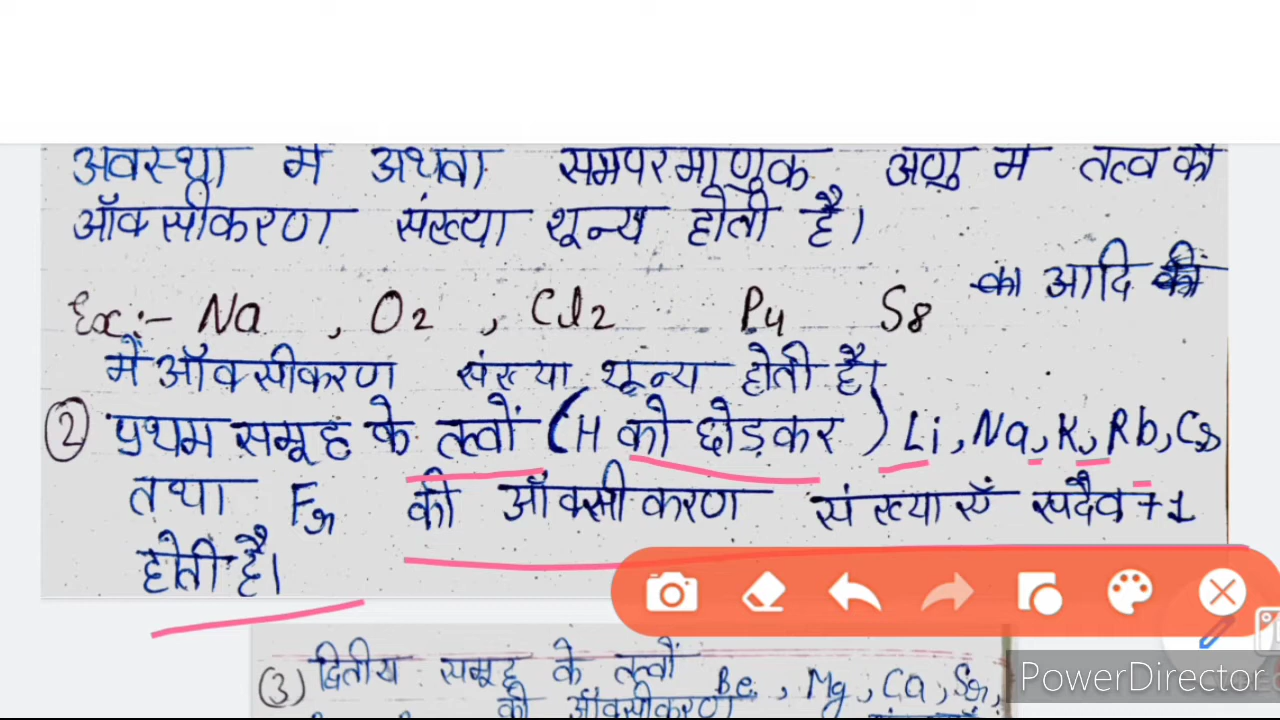 अवस्था में अथवा समपरमाणुक अणु में तत्व की
ऑक्सीकरण संख्या शून्य होती है।
का आदि की
Ex:- Na , O2 , Cl2 P4 S8
में ऑक्सीकरण संख्या शून्य होती है।
② प्रथम समूह के तत्वों (H को छोड़कर) Li, Na, K, Rb, Cs
तथा Fr की ऑक्सीकरण संख्याएँ सदैव +1
होती है।
(3) द्वितीय समूह के तत्वों Be, Mg, Ca, Sr,
की ऑक्सीकरण
PowerDirector